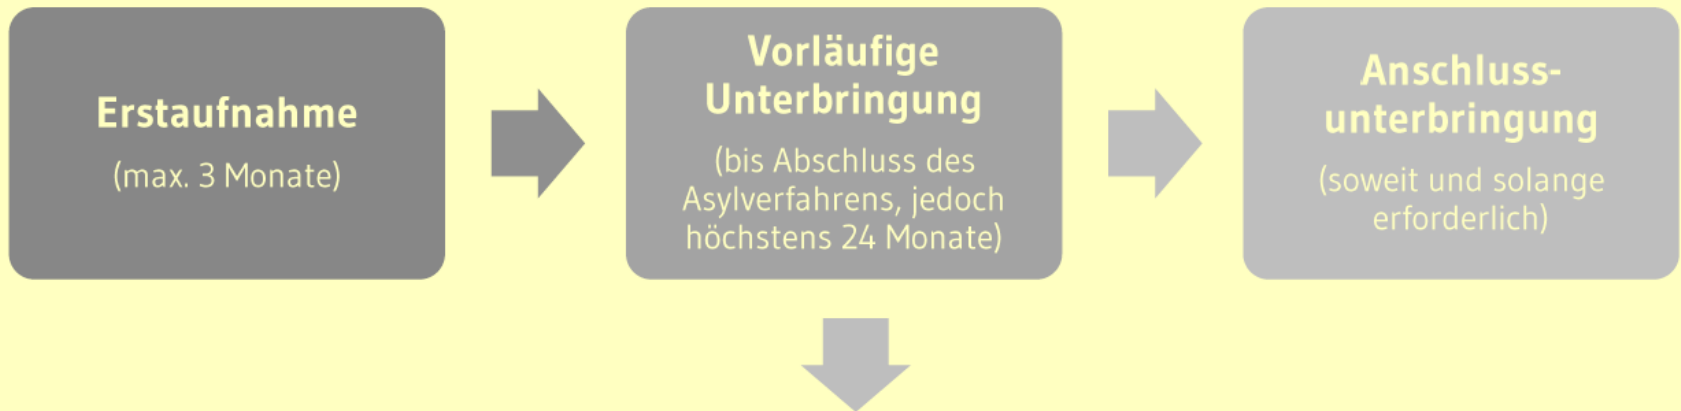 Erstaufnahme
(max. 3 Monate)
Vorläufige
Unterbringung
(bis Abschluss des
Asylverfahrens, jedoch
höchstens 24 Monate)
Anschluss-
unterbringung
(soweit und solange
erforderlich)